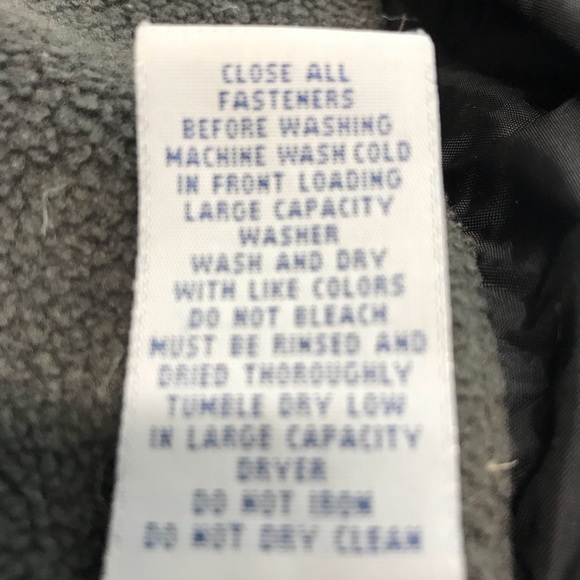 CLOSE ALL
FASTENERS
BEFORE WASHING
MACHINE WASH COLD
IN FRONT LOADING
LARGE CAPACITY
WASHER
WASH AND DRY
WITH LIKE COLORS
DO NOT BLEACH
MUST BE RINSED AND
DRIED THOROUGHLY
TUMBLE DRY LOW
IN LARGE CAPACITY
DRYER
DO NOT IRON
DO NOT DRY CLEAN